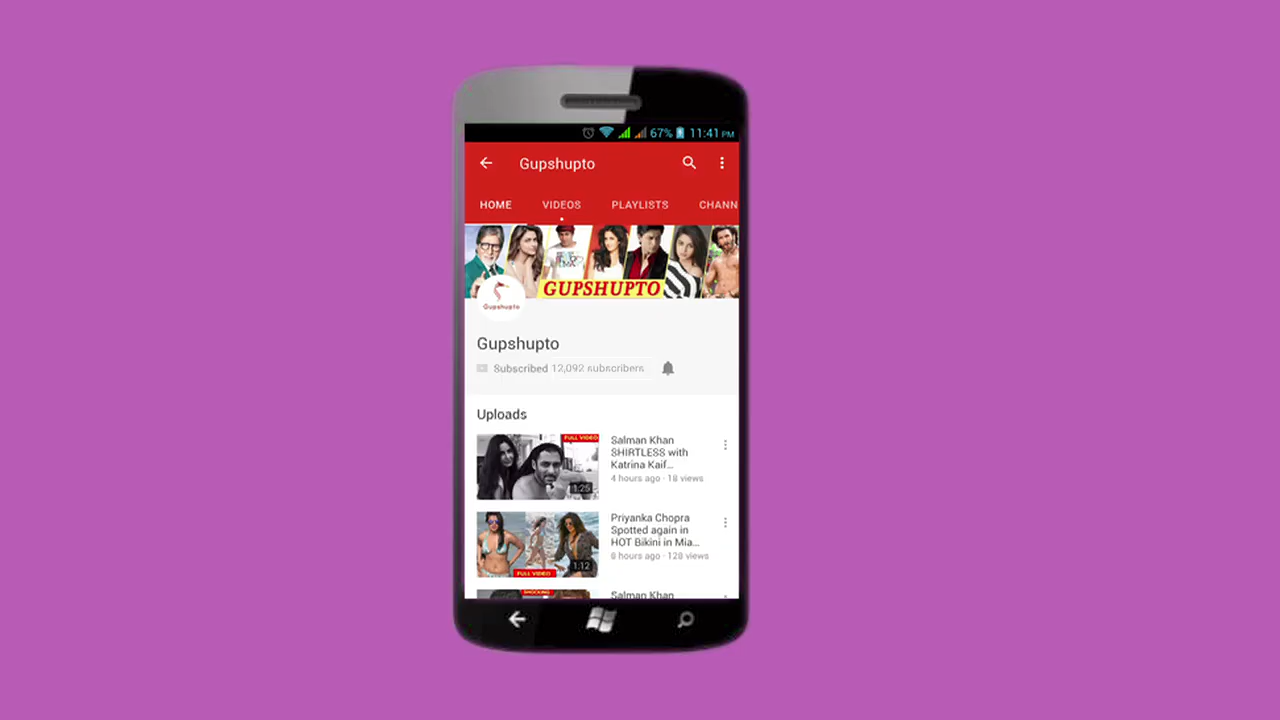 67% 11:41 PM
Gupshupto
HOME VIDEOS PLAYLISTS CHANN
GUPSHUPTO
Gupshupto
Gupshupto
Subscribed 12,092 subscribers
Uploads
FULL VIDEO
1:25
Salman Khan
SHIRTLESS with
Katrina Kaif...
4 hours ago · 18 views
FULL VIDEO
1:12
Priyanka Chopra
Spotted again in
HOT Bikini in Mia...
8 hours ago · 128 views
SHOCKING
Salman Khan